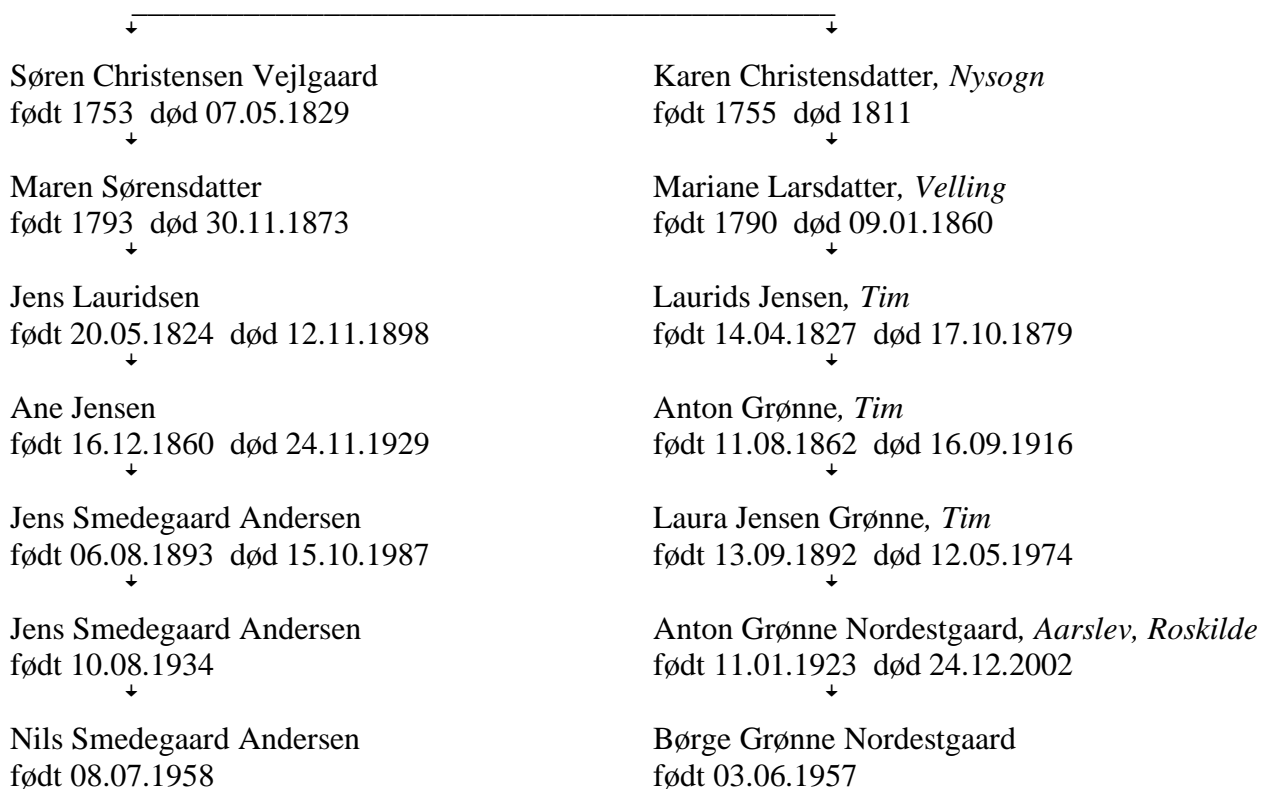 Søren Christensen Vejlgaard
født 1753 død 07.05.1829
Karen Christensdatter, Nysogn
født 1755 død 1811
Maren Sørensdatter
født 1793 død 30.11.1873
Mariane Larsdatter, Velling
født 1790 død 09.01.1860
Jens Lauridsen
født 20.05.1824 død 12.11.1898
Laurids Jensen, Tim
født 14.04.1827 død 17.10.1879
Ane Jensen
født 16.12.1860 død 24.11.1929
Anton Grønne, Tim
født 11.08.1862 død 16.09.1916
Jens Smedegaard Andersen
født 06.08.1893 død 15.10.1987
Laura Jensen Grønne, Tim
født 13.09.1892 død 12.05.1974
Jens Smedegaard Andersen
født 10.08.1934
Anton Grønne Nordestgaard, Aarslev, Roskilde
født 11.01.1923 død 24.12.2002
Nils Smedegaard Andersen
født 08.07.1958
Børge Grønne Nordestgaard
født 03.06.1957